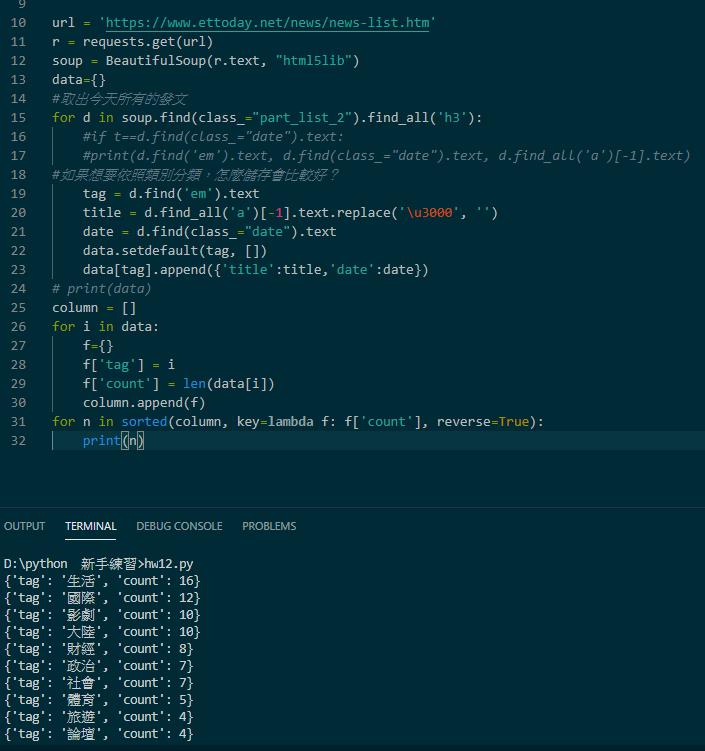 9
10 url = 'https://www.ettoday.net/news/news-list.htm'
11 r = requests.get(url)
12 soup = BeautifulSoup(r.text, "html5lib")
13 data={}
14 #取出今天所有的發文
15 for d in soup.find(class_="part_list_2").find_all('h3'):
16     #if t==d.find(class_="date").text:
17     #print(d.find('em').text, d.find(class_="date").text, d.find_all('a')[-1].text)
18 #如果想要依照類別分類，怎麼儲存會比較好？
19     tag = d.find('em').text
20     title = d.find_all('a')[-1].text.replace('\u3000', '')
21     date = d.find(class_="date").text
22     data.setdefault(tag, [])
23     data[tag].append({'title':title,'date':date})
24 # print(data)
25 column = []
26 for i in data:
27     f={}
28     f['tag'] = i
29     f['count'] = len(data[i])
30     column.append(f)
31 for n in sorted(column, key=lambda f: f['count'], reverse=True):
32     print(n)
OUTPUT TERMINAL DEBUG CONSOLE PROBLEMS
D:\python  新手練習>hw12.py
{'tag': '生活', 'count': 16}
{'tag': '國際', 'count': 12}
{'tag': '影劇', 'count': 10}
{'tag': '大陸', 'count': 10}
{'tag': '財經', 'count': 8}
{'tag': '政治', 'count': 7}
{'tag': '社會', 'count': 7}
{'tag': '體育', 'count': 5}
{'tag': '旅遊', 'count': 4}
{'tag': '論壇', 'count': 4}